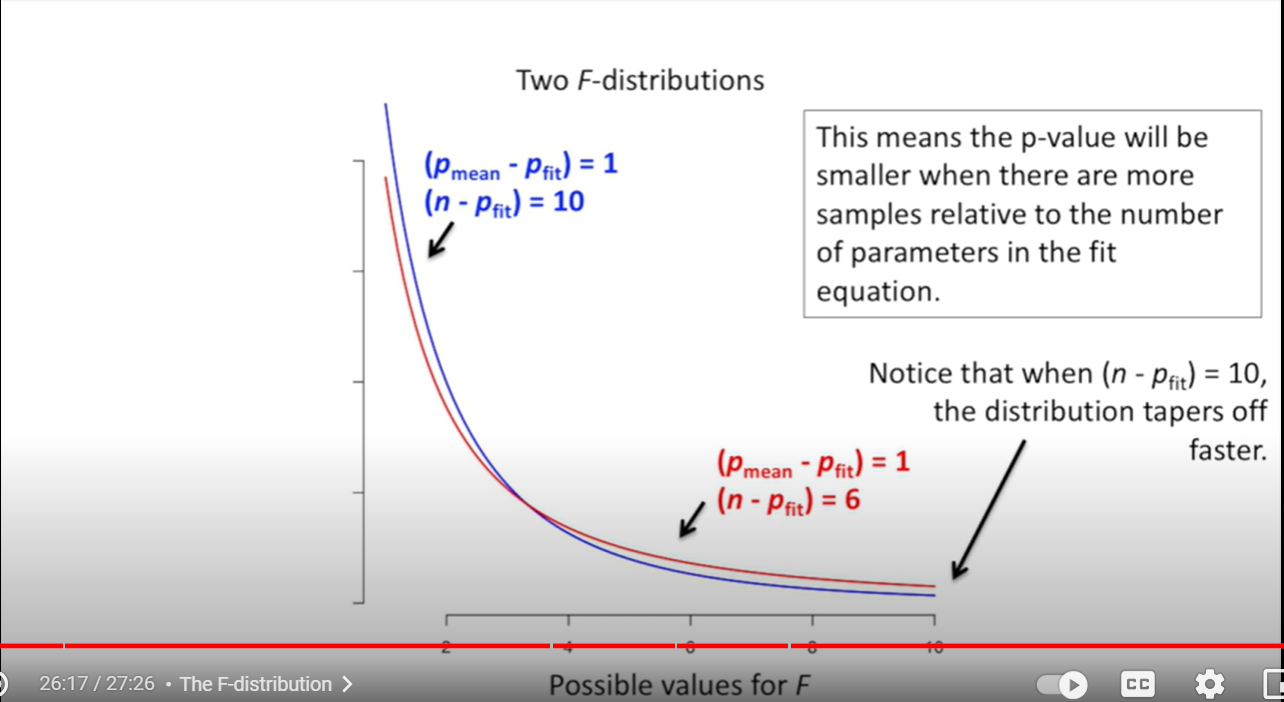 Two F-distributions
(pmean - pfit) = 1
(n - pfit) = 10
This means the p-value will be
smaller when there are more
samples relative to the number
of parameters in the fit
equation.
Notice that when (n - pfit) = 10,
the distribution tapers off
faster.
(pmean - pfit) = 1
(n - pfit) = 6
2 4 6 8 10
26:17 / 27:26 • The F-distribution
Possible values for F
CC